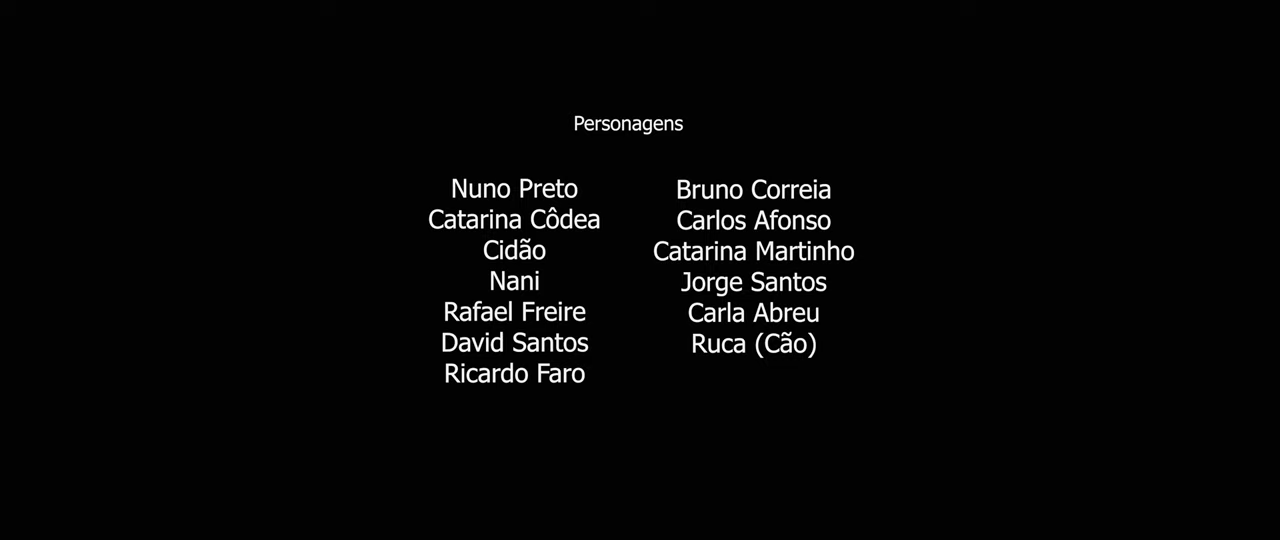 Personagens
Nuno Preto
Catarina Côdea
Cidão
Nani
Rafael Freire
David Santos
Ricardo Faro
Bruno Correia
Carlos Afonso
Catarina Martinho
Jorge Santos
Carla Abreu
Ruca (Cão)